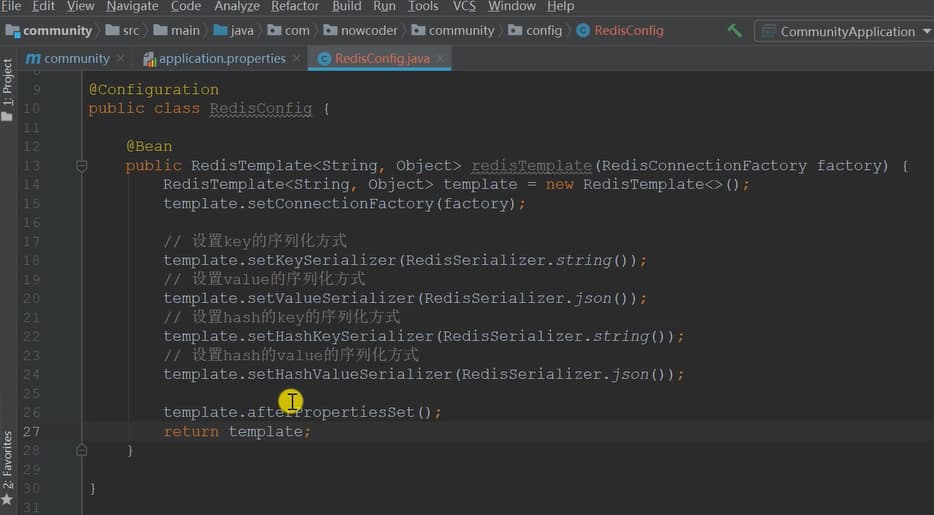 File Edit View Navigate Code Analyze Refactor Build Run Tools VCS Window Help
community src main java com nowcoder community config RedisConfig CommunityApplication
community application.properties RedisConfig.java
1: Project
9 @Configuration
10 public class RedisConfig {
11
12 @Bean
13 public RedisTemplate<String, Object> redisTemplate(RedisConnectionFactory factory) {
14 RedisTemplate<String, Object> template = new RedisTemplate<>();
15 template.setConnectionFactory(factory);
16
17 // 设置key的序列化方式
18 template.setKeySerializer(RedisSerializer.string());
19 // 设置value的序列化方式
20 template.setValueSerializer(RedisSerializer.json());
21 // 设置hash的key的序列化方式
22 template.setHashKeySerializer(RedisSerializer.string());
23 // 设置hash的value的序列化方式
24 template.setHashValueSerializer(RedisSerializer.json());
25
26 template.afterPropertiesSet();
27 return template;
28 }
29
30 }
31
2: Favorites